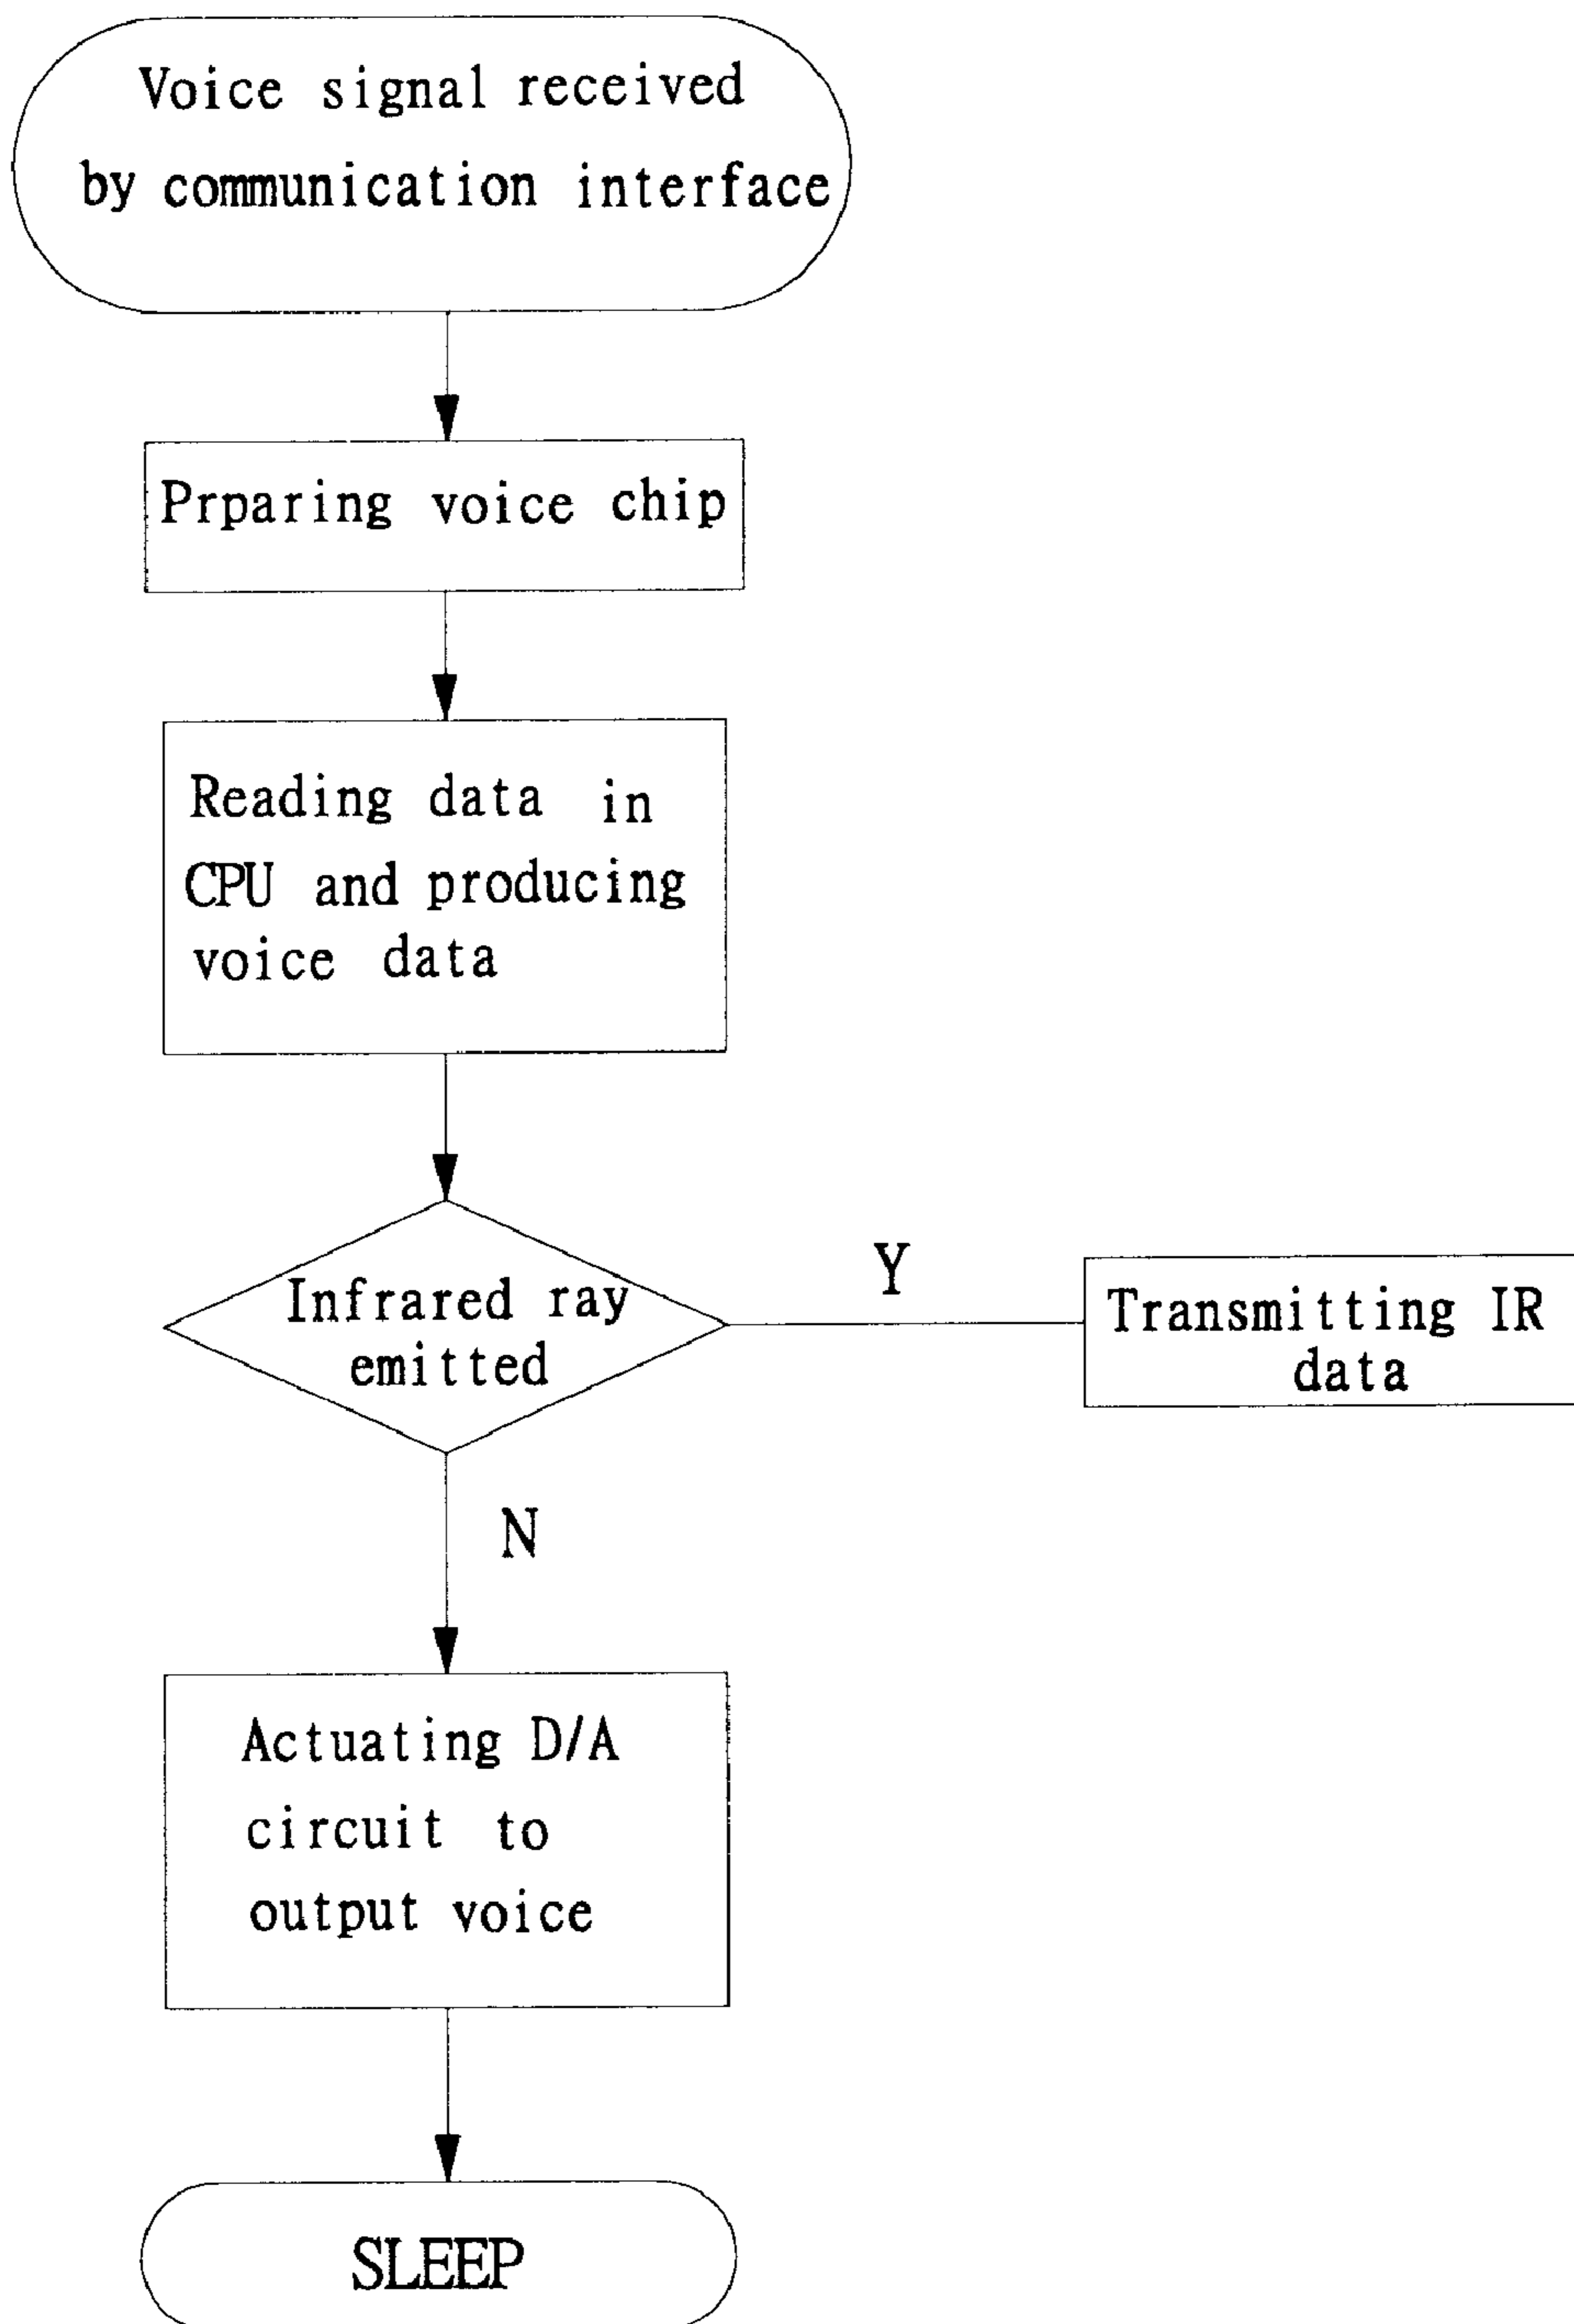 Voice signal received
by communication interface
Prparing voice chip
Reading data in
CPU and producing
voice data
Infrared ray
emitted
Y
Transmitting IR
data
N
Actuating D/A
circuit to
output voice
SLEEP